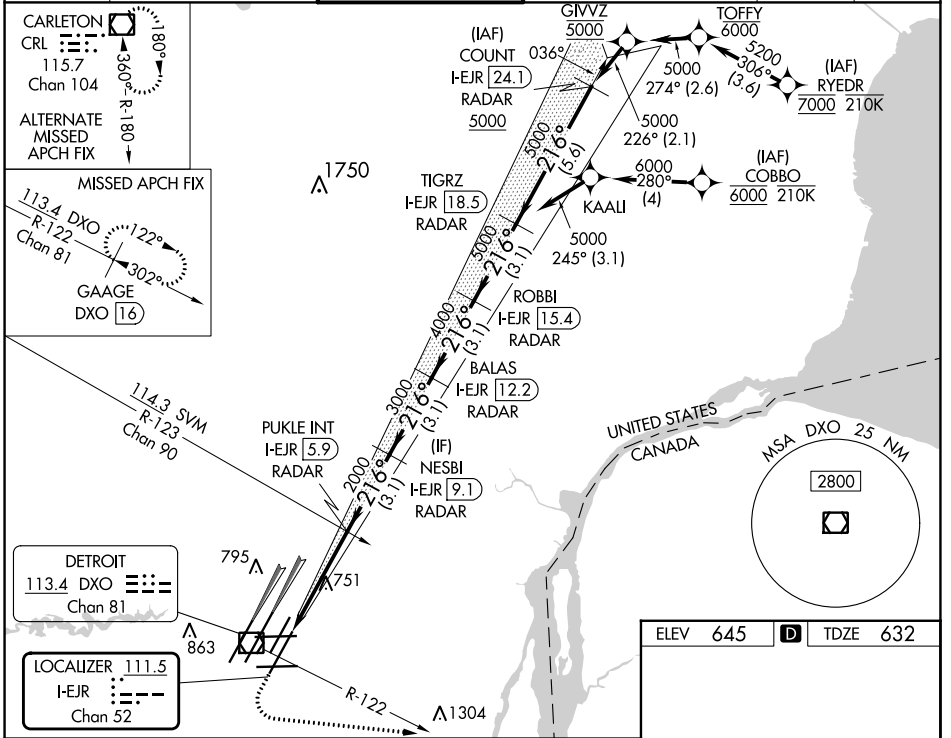 CARLETON
CRL
115.7
Chan 104
180°
360°
R-180
ALTERNATE
MISSED
APCH FIX
MISSED APCH FIX
113.4 DXO
R-122
Chan 81
122°
302°
GAAGE
DXO 16
1750
(IAF)
COUNT
I-EJR 24.1
RADAR
5000
036°
GIVVZ
5000
TOFFY
6000
5000
274° (2.6)
5200
306°
(3.6)
(IAF)
RYEDR
7000 210K
5000
226° (2.1)
5000
216°
(5.6)
6000
280°
(4)
(IAF)
COBBO
6000 210K
KAALI
5000
245° (3.1)
TIGRZ
I-EJR 18.5
RADAR
5000
216°
(3.1)
ROBBI
I-EJR 15.4
RADAR
4000
216°
(3.1)
BALAS
I-EJR 12.2
RADAR
3000
216°
(3.1)
(IF)
NESBI
I-EJR 9.1
RADAR
2000
216°
(3.1)
PUKLE INT
I-EJR 5.9
RADAR
114.3 SVM
R-123
Chan 90
UNITED STATES
CANADA
MSA DXO 25 NM
2800
DETROIT
113.4 DXO
Chan 81
795
751
863
LOCALIZER 111.5
I-EJR
Chan 52
R-122
1304
ELEV 645 D TDZE 632